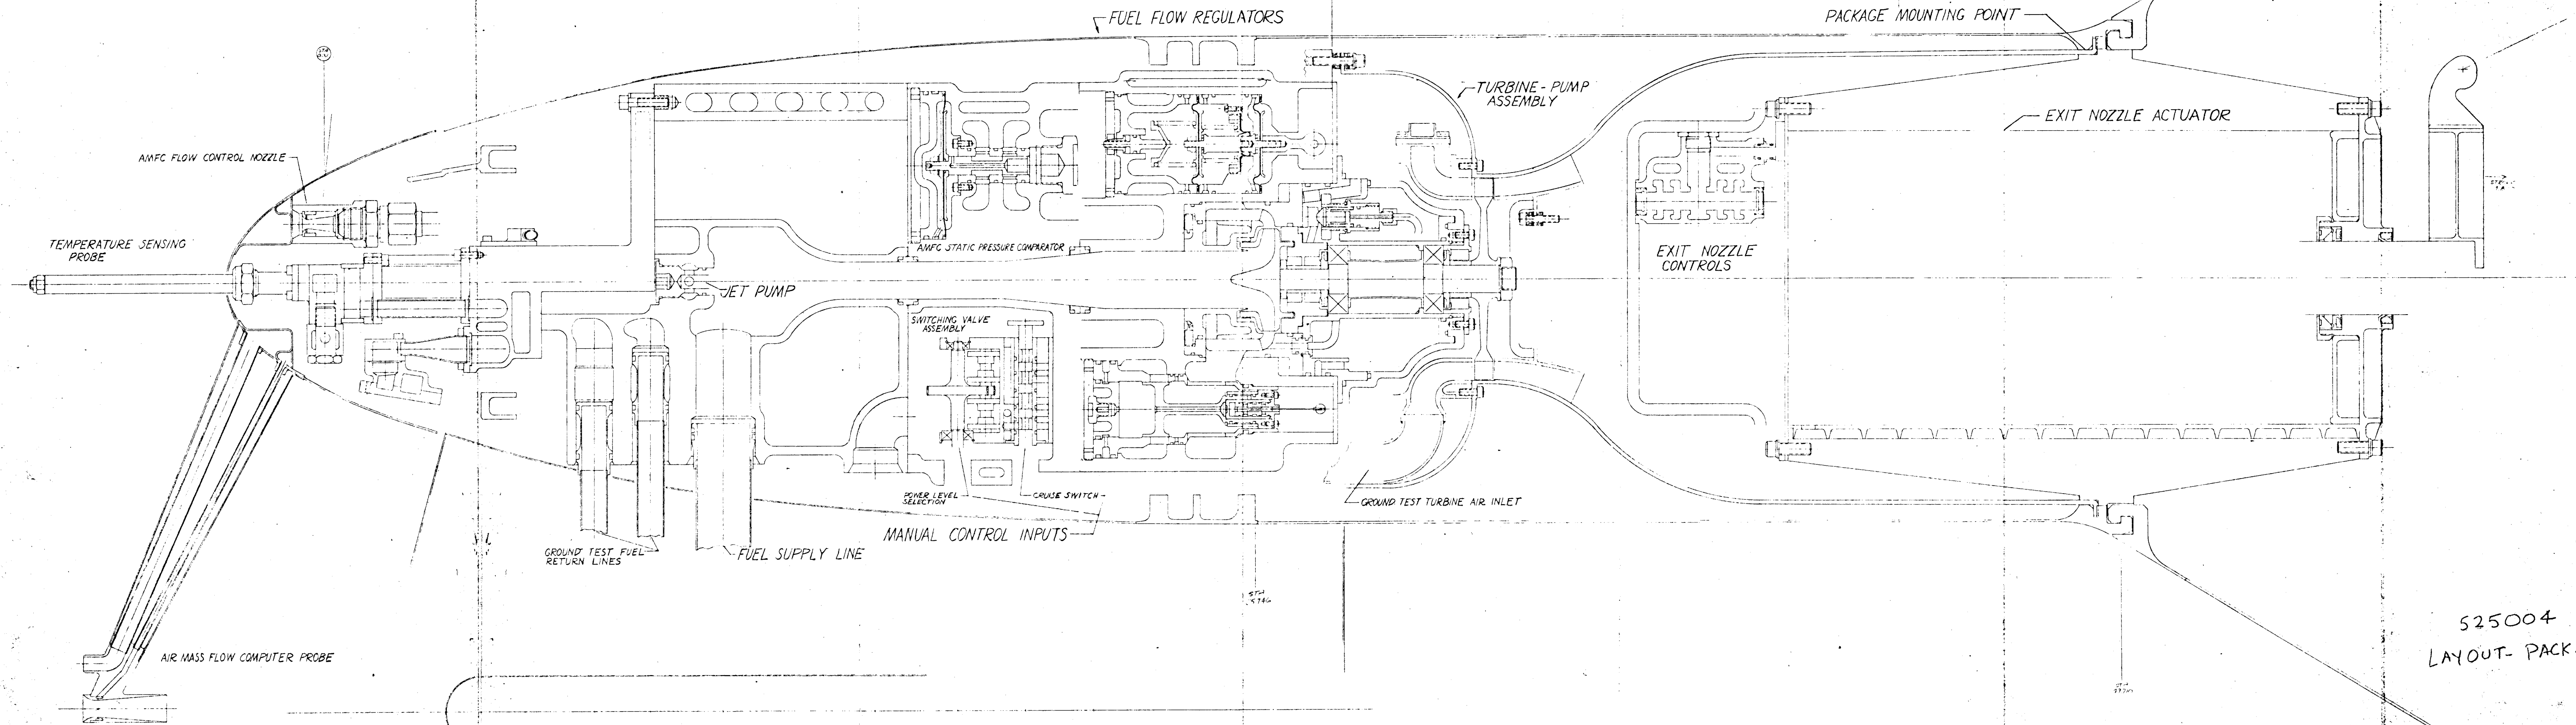 FUEL FLOW REGULATORS
PACKAGE MOUNTING POINT
TURBINE-PUMP
ASSEMBLY
EXIT NOZZLE ACTUATOR
AMFC FLOW CONTROL NOZZLE
TEMPERATURE SENSING
PROBE
AMFC STATIC PRESSURE COMPARATOR
EXIT NOZZLE
CONTROLS
JET PUMP
SWITCHING VALVE
ASSEMBLY
POWER LEVEL
SELECTION
CRUISE SWITCH
GROUND TEST TURBINE AIR INLET
MANUAL CONTROL INPUTS
GROUND TEST FUEL
RETURN LINES
FUEL SUPPLY LINE
STA
AIR MASS FLOW COMPUTER PROBE
S25004
LAYOUT- PACK